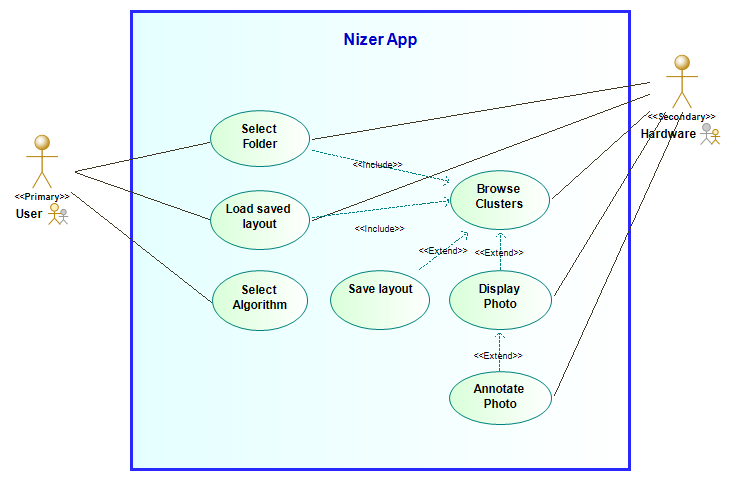 Nizer App
<<Secondary>>
Hardware
Select
Folder
<<Include>>
Browse
Clusters
<<Primary>>
User
Load saved
layout
<<Include>>
<<Extend>>
<<Extend>>
Select
Algorithm
Save layout
Display
Photo
<<Extend>>
Annotate
Photo